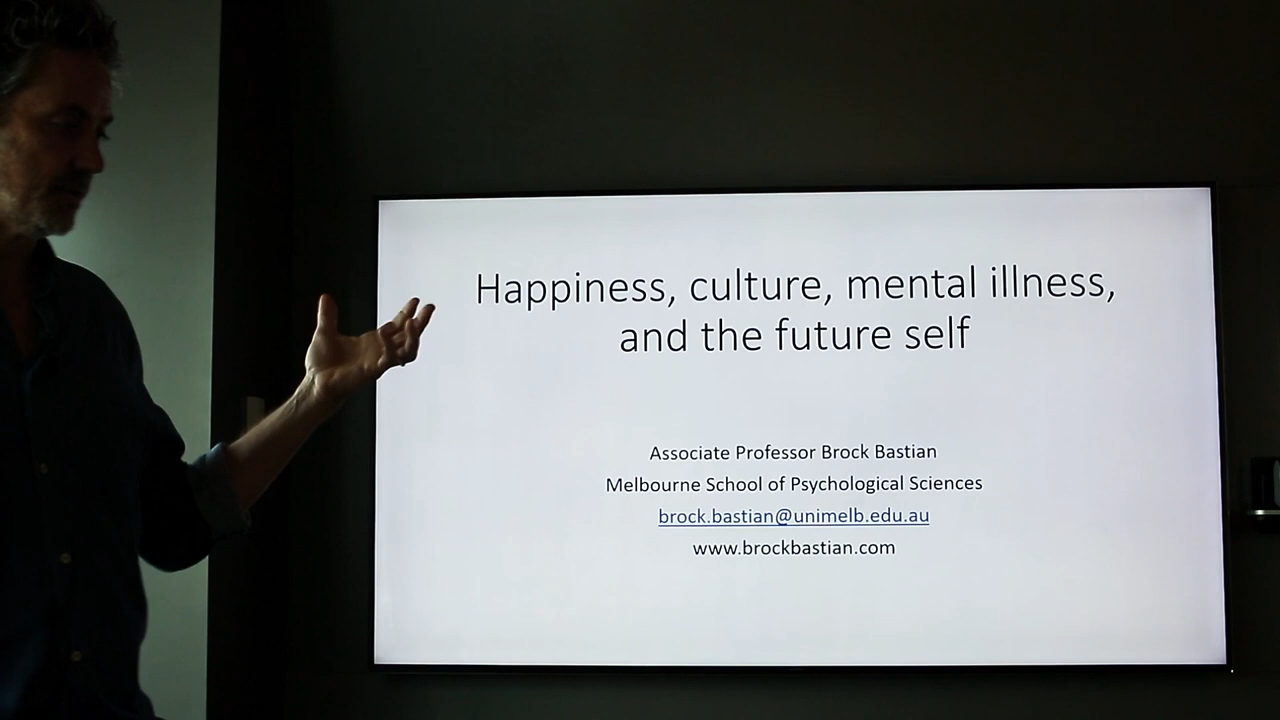 Happiness, culture, mental illness,
and the future self
Associate Professor Brock Bastian
Melbourne School of Psychological Sciences
brock.bastian@unimelb.edu.au
www.brockbastian.com